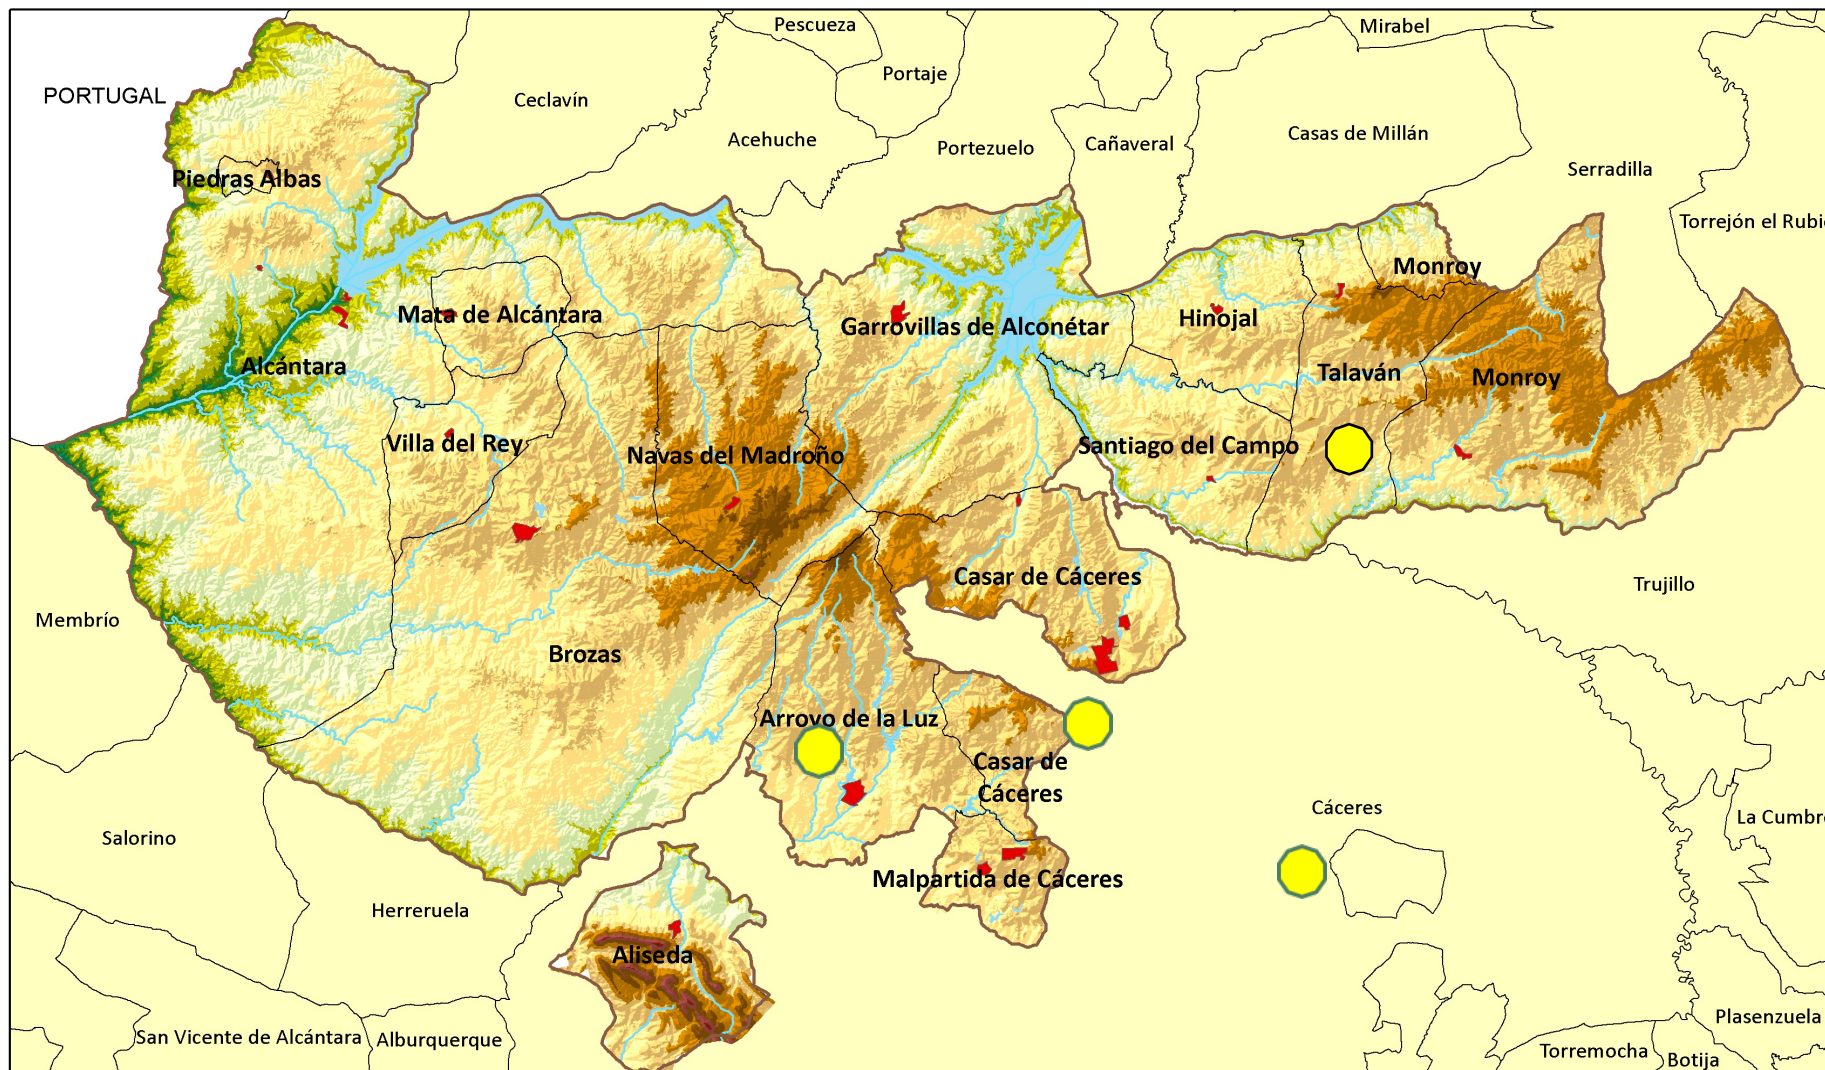 Pescueza
Mirabel
Portaje
PORTUGAL
Ceclavín
Acehuche
Portezuelo
Cañaveral
Casas de Millán
Serradilla
Piedras Albas
Torrejón el Rubi
Monroy
Mata de Alcántara
Garrovillas de Alconétar
Hinojal
Alcántara
Talaván
Monroy
Villa del Rey
Navas del Madroño
Santiago del Campo
Casar de Cáceres
Trujillo
Membrío
Brozas
Arroyo de la Luz
Casar de
Cáceres
Cáceres
La Cumbre
Salorino
Malpartida de Cáceres
Herreruela
Aliseda
San Vicente de Alcántara
Alburquerque
Plasenzuela
Torremocha
Botija